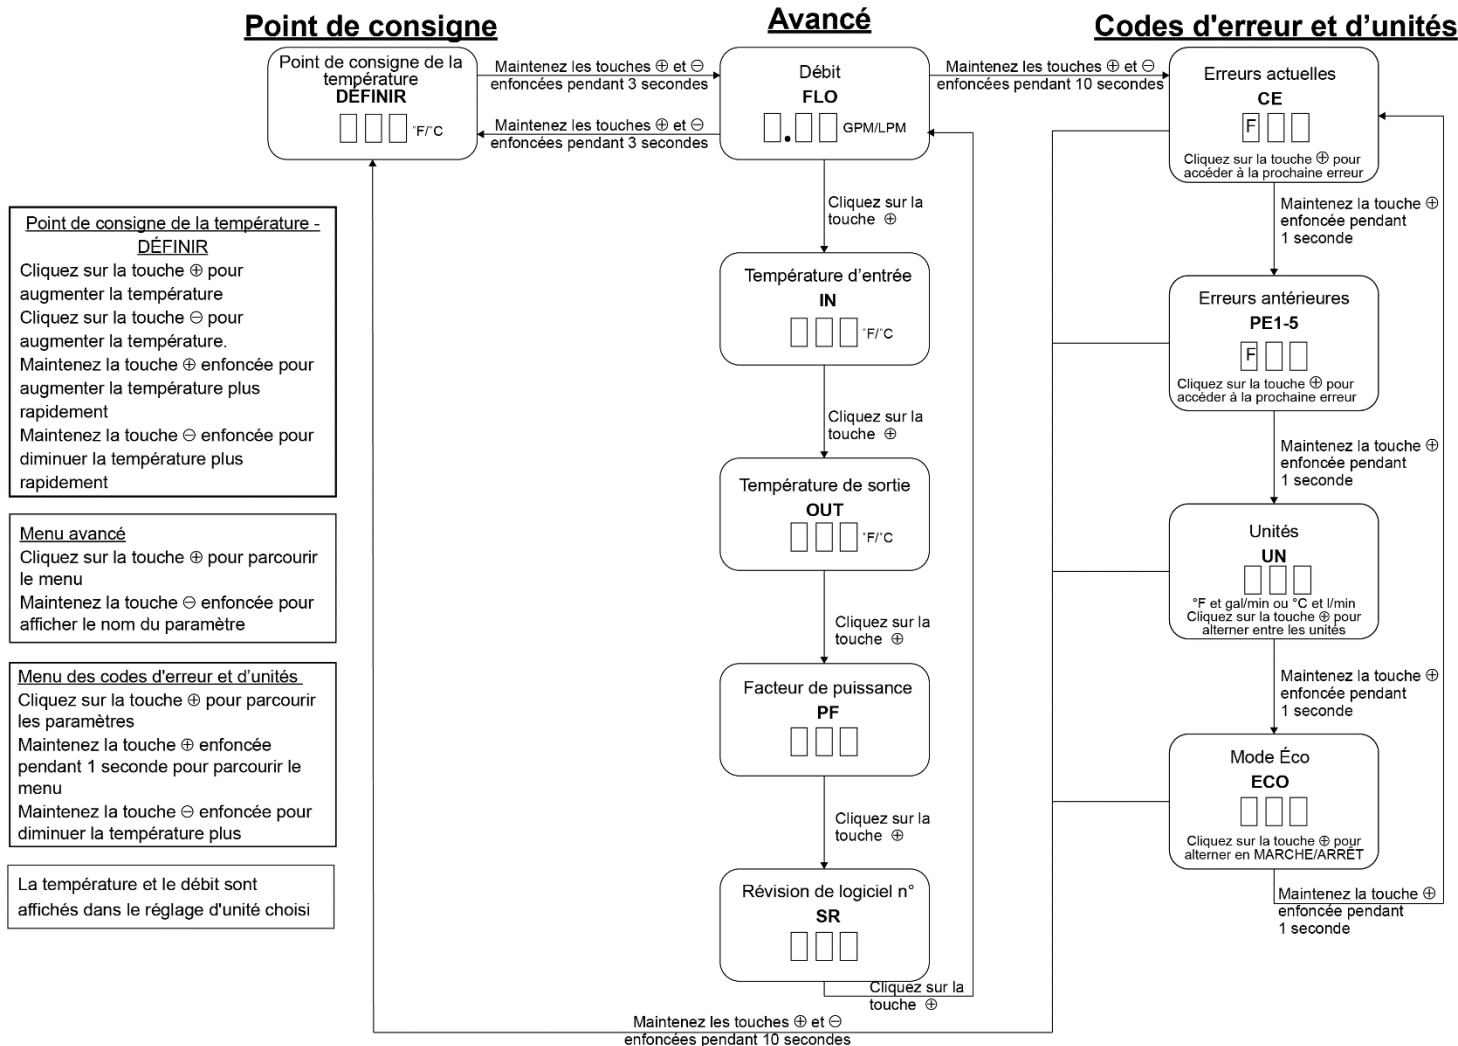 Point de consigne
Avancé
Codes d'erreur et d’unités
Point de consigne de la
température
DÉFINIR
°F/°C
Maintenez les touches ⊕ et ⊖
enfoncées pendant 3 secondes
Maintenez les touches ⊕ et ⊖
enfoncées pendant 3 secondes
Débit
FLO
. GPM/LPM
Maintenez les touches ⊕ et ⊖
enfoncées pendant 10 secondes
Erreurs actuelles
CE
F
Cliquez sur la touche ⊕ pour
accéder à la prochaine erreur
Cliquez sur la
touche ⊕
Maintenez la touche ⊕
enfoncée pendant
1 seconde
Point de consigne de la température -
DÉFINIR
Cliquez sur la touche ⊕ pour
augmenter la température
Cliquez sur la touche ⊖ pour
augmenter la température.
Maintenez la touche ⊕ enfoncée pour
augmenter la température plus
rapidement
Maintenez la touche ⊖ enfoncée pour
diminuer la température plus
rapidement
Température d’entrée
IN
°F/°C
Erreurs antérieures
PE1-5
F
Cliquez sur la touche ⊕ pour
accéder à la prochaine erreur
Cliquez sur la
touche ⊕
Maintenez la touche ⊕
enfoncée pendant
1 seconde
Température de sortie
OUT
°F/°C
Unités
UN
°F et gal/min ou °C et l/min
Cliquez sur la touche ⊕ pour
alterner entre les unités
Menu avancé
Cliquez sur la touche ⊕ pour parcourir
le menu
Maintenez la touche ⊖ enfoncée pour
afficher le nom du paramètre
Cliquez sur la
touche ⊕
Maintenez la touche ⊕
enfoncée pendant
1 seconde
Menu des codes d'erreur et d’unités
Cliquez sur la touche ⊕ pour parcourir
les paramètres
Maintenez la touche ⊕ enfoncée
pendant 1 seconde pour parcourir le
menu
Maintenez la touche ⊖ enfoncée pour
diminuer la température plus
Facteur de puissance
PF
Mode Éco
ECO
Cliquez sur la touche ⊕ pour
alterner en MARCHE/ARRÊT
Cliquez sur la
touche ⊕
La température et le débit sont
affichés dans le réglage d'unité choisi
Révision de logiciel n°
SR
Maintenez la touche ⊕
enfoncée pendant
1 seconde
Cliquez sur la
touche ⊕
Maintenez les touches ⊕ et ⊖
enfoncées pendant 10 secondes